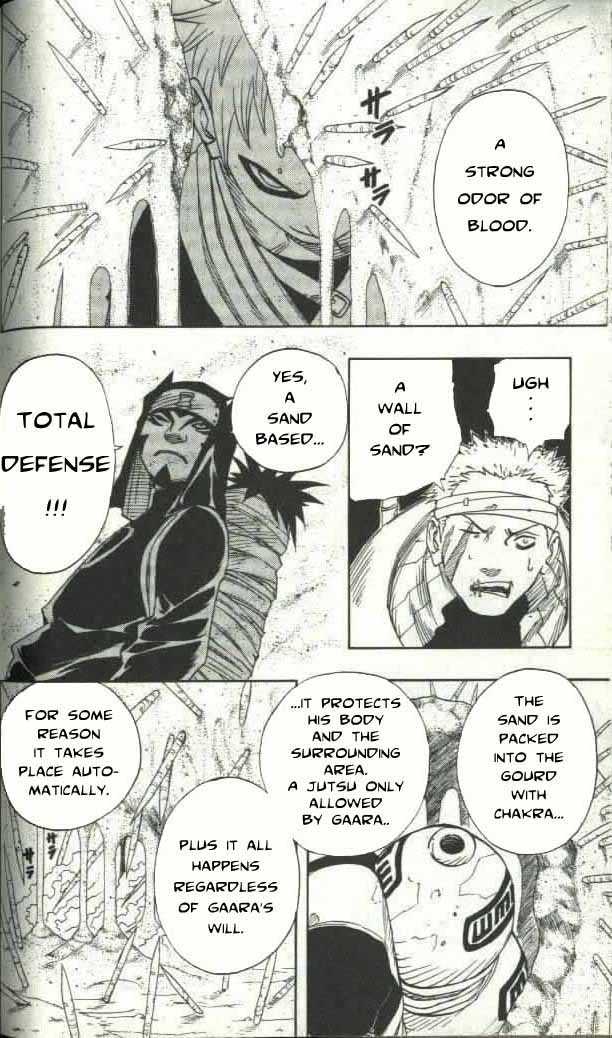 サラ
サラ
A
STRONG
ODOR OF
BLOOD.
UGH
...
A
WALL
OF
SAND?
YES,
A
SAND
BASED...
TOTAL
DEFENSE
!!!
THE
SAND IS
PACKED
INTO THE
GOURD
WITH
CHAKRA...
...IT PROTECTS
HIS BODY
AND THE
SURROUNDING
AREA.
A JUTSU ONLY
ALLOWED
BY GAARA..
PLUS IT ALL
HAPPENS
REGARDLESS
OF GAARA'S
WILL.
FOR SOME
REASON
IT TAKES
PLACE AUTO-
MATICALLY.
サラ
サラ